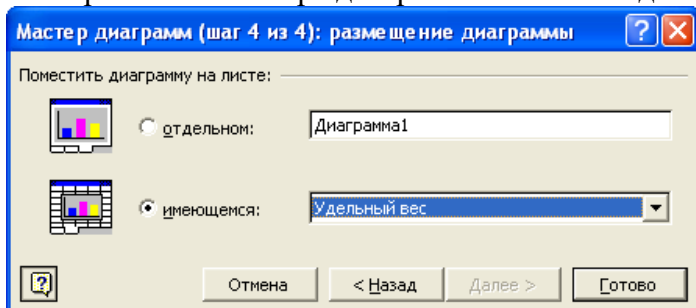 Мастер диаграмм (шаг 4 из 4): размещение диаграммы
Поместить диаграмму на листе:
отдельном: Диаграмма1
имеющемся: Удельный вес
Отмена < Назад Далее > Готово